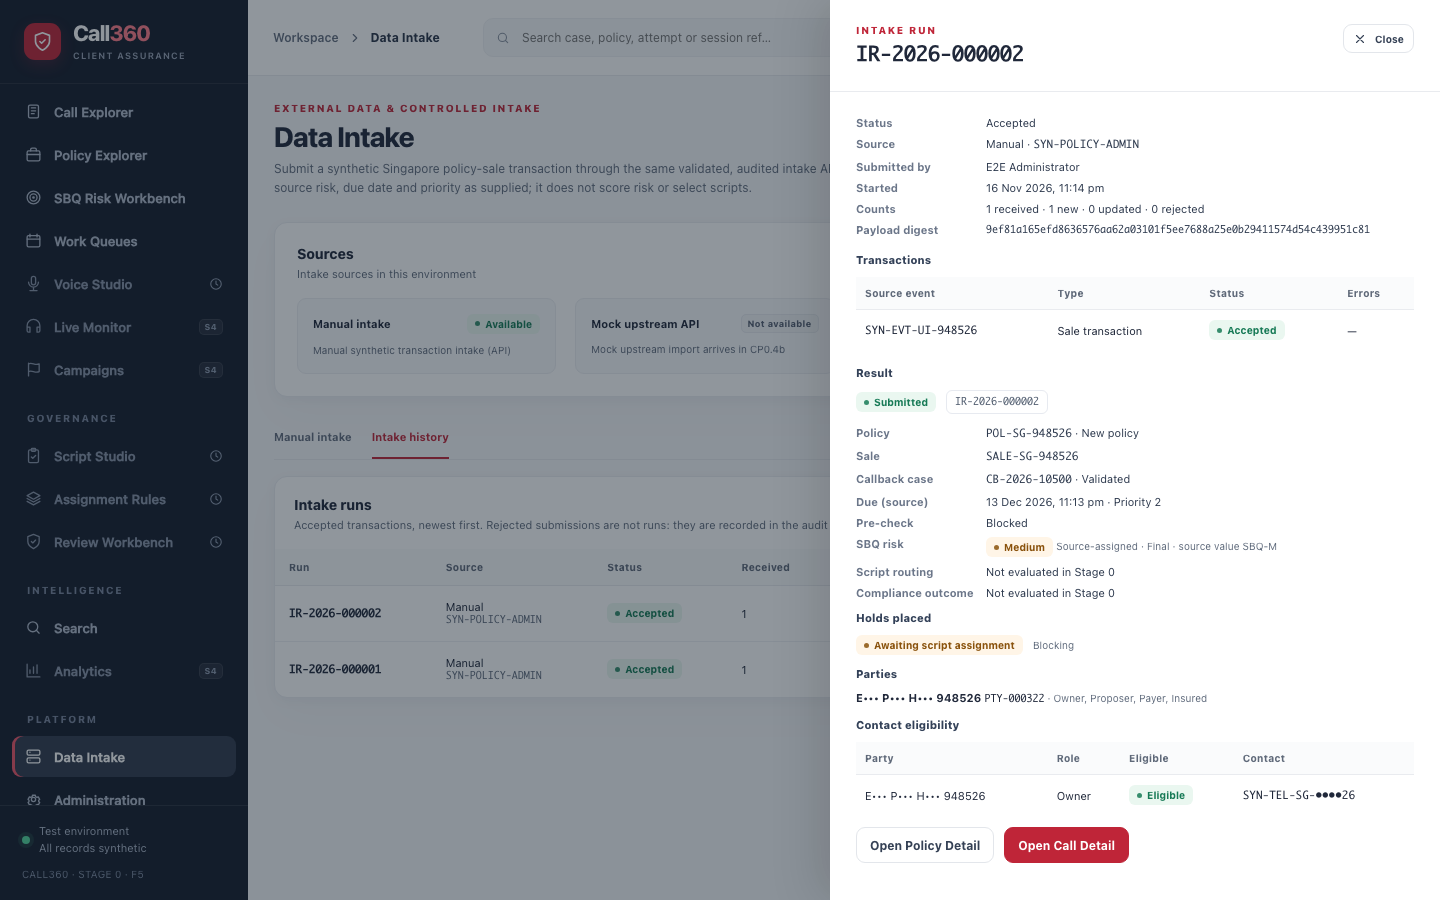 Call360
CLIENT ASSURANCE
Call Explorer
Policy Explorer
SBQ Risk Workbench
Work Queues
Voice Studio
Live Monitor S4
Campaigns S4
GOVERNANCE
Script Studio
Assignment Rules
Review Workbench
INTELLIGENCE
Search
Analytics S4
PLATFORM
Data Intake
Administration
Test environment
All records synthetic
CALL360 · STAGE 0 · F5
Workspace > Data Intake
Search case, policy, attempt or session ref...
EXTERNAL DATA & CONTROLLED INTAKE
Data Intake
Submit a synthetic Singapore policy-sale transaction through the same validated, audited intake
source risk, due date and priority as supplied; it does not score risk or select scripts.
Sources
Intake sources in this environment
Manual intake Available
Manual synthetic transaction intake (API)
Mock upstream API Not available
Mock upstream import arrives in CP0.4b
Manual intake Intake history
Intake runs
Accepted transactions, newest first. Rejected submissions are not runs: they are recorded in the audit
Run Source Status Received
IR-2026-000002 Manual Accepted 1
SYN-POLICY-ADMIN
IR-2026-000001 Manual Accepted 1
SYN-POLICY-ADMIN
INTAKE RUN
IR-2026-000002
Close
Status Accepted
Source Manual · SYN-POLICY-ADMIN
Submitted by E2E Administrator
Started 16 Nov 2026, 11:14 pm
Counts 1 received · 1 new · 0 updated · 0 rejected
Payload digest 9ef81a165efd8636576aa62a03101f5ee7688a25e0b29411574d54c439951c81
Transactions
Source event Type Status Errors
SYN-EVT-UI-948526 Sale transaction Accepted —
Result
Submitted IR-2026-000002
Policy POL-SG-948526 · New policy
Sale SALE-SG-948526
Callback case CB-2026-10500 · Validated
Due (source) 13 Dec 2026, 11:13 pm · Priority 2
Pre-check Blocked
SBQ risk Medium Source-assigned · Final · source value SBQ-M
Script routing Not evaluated in Stage 0
Compliance outcome Not evaluated in Stage 0
Holds placed
Awaiting script assignment Blocking
Parties
E••• P••• H••• 948526 PTY-000322 · Owner, Proposer, Payer, Insured
Contact eligibility
Party Role Eligible Contact
E••• P••• H••• 948526 Owner Eligible SYN-TEL-SG-●●●●26
Open Policy Detail Open Call Detail